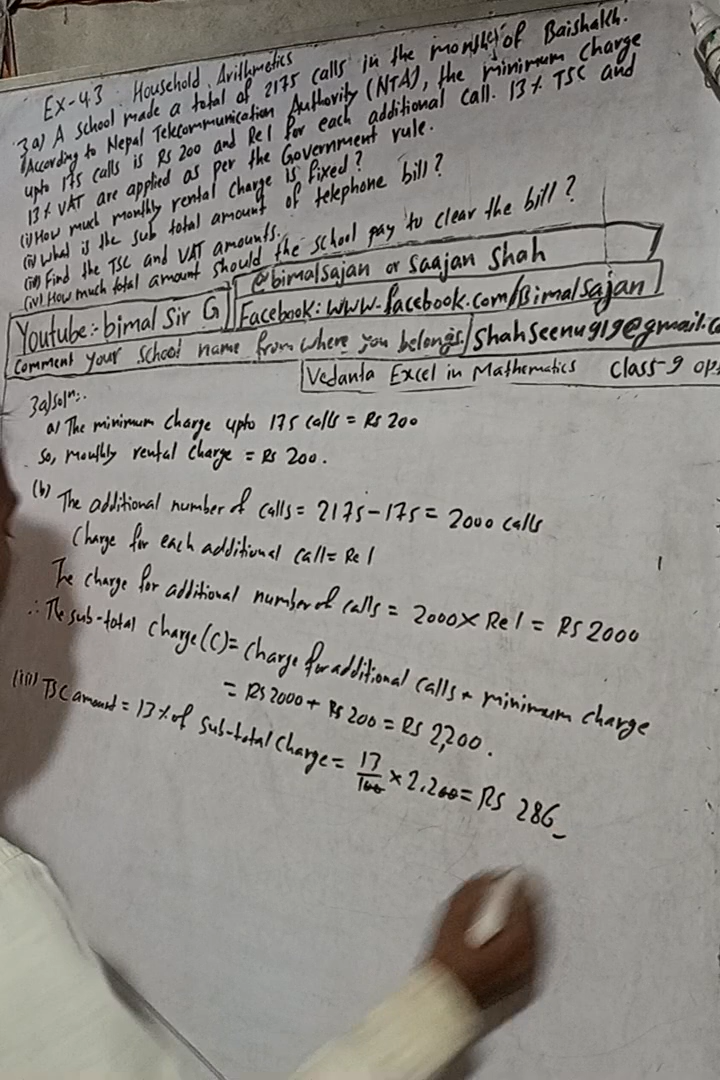 Ex-4.3 Household Arithmetics
3a) A school made a total of 2175 calls in the month of Baishakh.
According to Nepal Telecommunication Authority (NTA), the minimum charge
upto 175 calls is Rs 200 and Re 1 for each additional call. 13% TSC and
13% VAT are applied as per the Government rule.
(i) How much monthly rental charge is fixed?
(ii) What is the sub total amount of telephone bill?
(iii) Find the TSC and VAT amounts.
(iv) How much total amount should the school pay to clear the bill?
Youtube:- bimal Sir G
@bimalsajan or Saajan Shah
Facebook: www.facebook.com/Bimalsajan
Comment your school name from where you belongs/
Shahseenu919@gmail.c
Vedanta Excel in Mathematics Class-9 op
3a) soln:-
a) The minimum charge upto 175 calls = Rs 200
So, monthly rental charge = Rs 200.
(b) The additional number of calls = 2175 - 175 = 2000 calls
Charge for each additional call = Re 1
The charge for additional number of calls = 2000 × Re 1 = RS 2000
∴ The sub-total charge (C) = Charge for additional calls + minimum charge
= RS 2000 + Rs 200 = Rs 2,200.
(iii) TSC amount = 13% of sub-total charge = 13/100 × 2,200 = RS 286